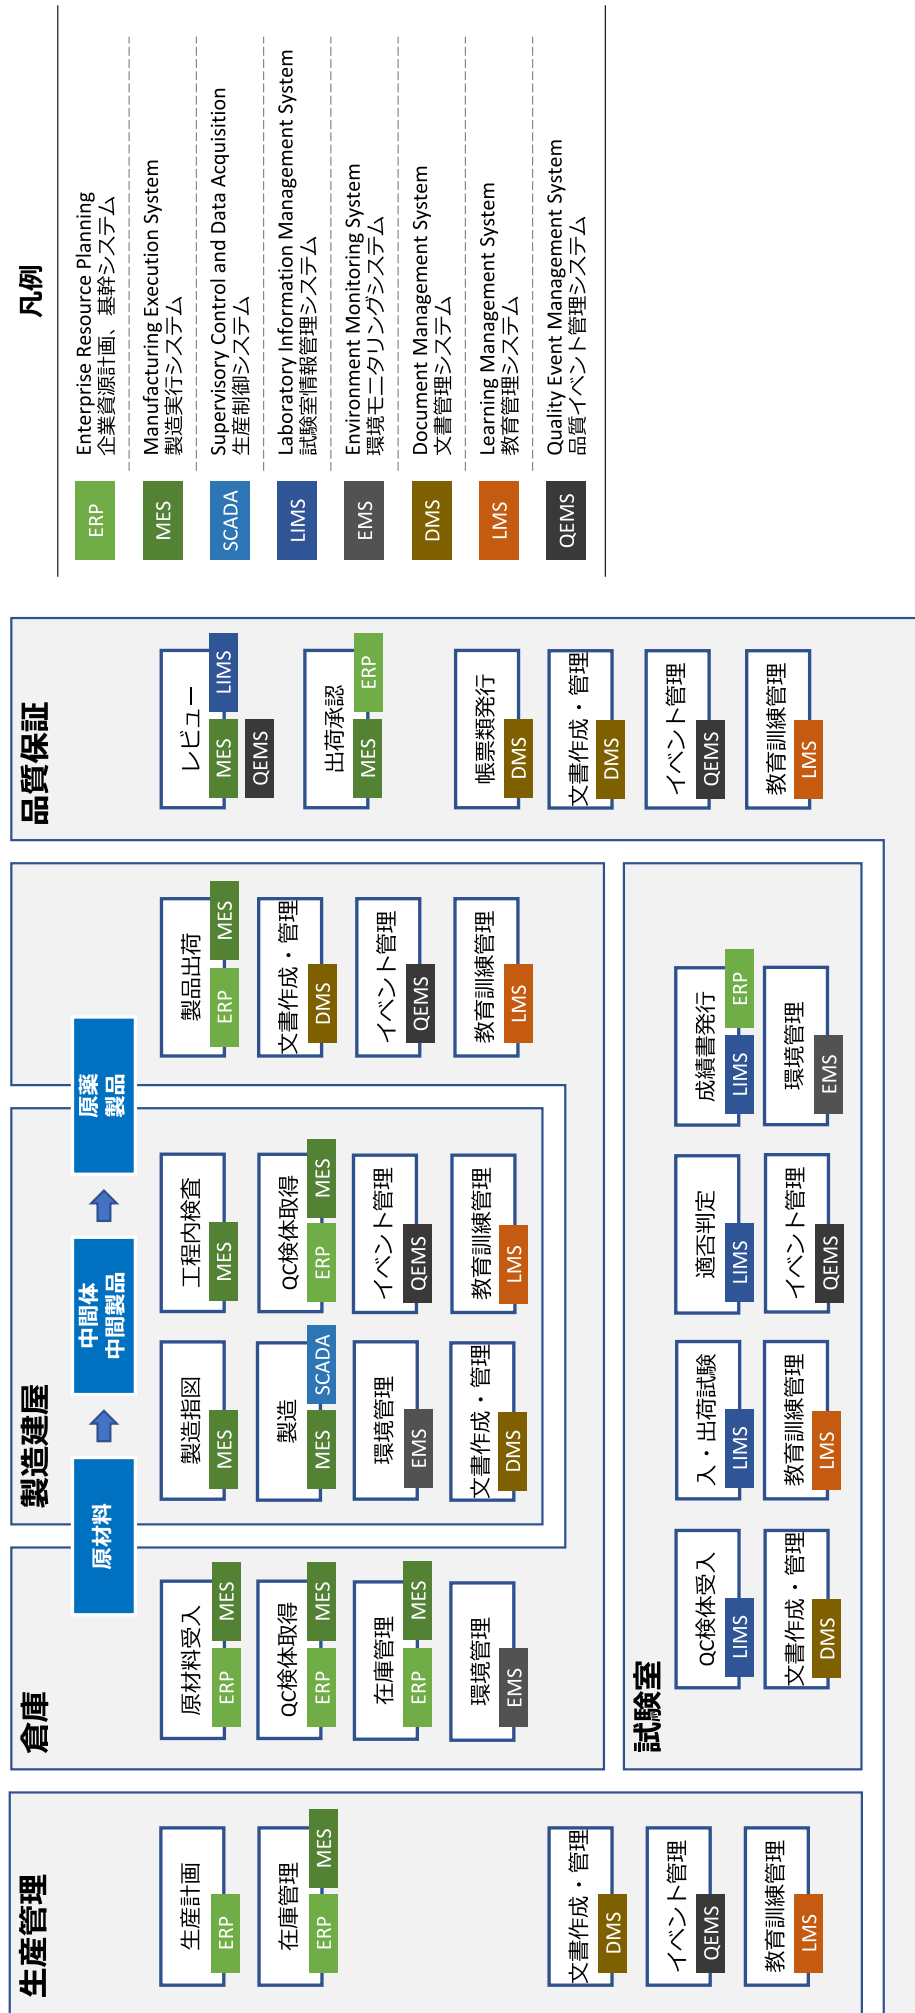 生産管理
生産計画
ERP
在庫管理
ERP
MES
文書作成・管理
DMS
イベント管理
QEMS
教育訓練管理
LMS
倉庫
原材料受入
ERP
MES
QC検体取得
ERP
MES
在庫管理
ERP
MES
環境管理
EMS
製品出荷
ERP
MES
文書作成・管理
DMS
イベント管理
QEMS
教育訓練管理
LMS
製造建屋
原材料
中間体
中間製品
原薬
製品
製造指図
MES
工程内検査
MES
製造
MES
SCADA
QC検体取得
ERP
MES
環境管理
EMS
イベント管理
QEMS
文書作成・管理
DMS
教育訓練管理
LMS
試験室
QC検体受入
LIMS
入・出荷試験
LIMS
適否判定
LIMS
成績書発行
LIMS
ERP
文書作成・管理
DMS
教育訓練管理
LMS
イベント管理
QEMS
環境管理
EMS
品質保証
レビュー
MES
LIMS
QEMS
出荷承認
MES
ERP
帳票類発行
DMS
文書作成・管理
DMS
イベント管理
QEMS
教育訓練管理
LMS
凡例
ERP
Enterprise Resource Planning
企業資源計画、基幹システム
MES
Manufacturing Execution System
製造実行システム
SCADA
Supervisory Control and Data Acquisition
生産制御システム
LIMS
Laboratory Information Management System
試験室情報管理システム
EMS
Environment Monitoring System
環境モニタリングシステム
DMS
Document Management System
文書管理システム
LMS
Learning Management System
教育管理システム
QEMS
Quality Event Management System
品質イベント管理システム